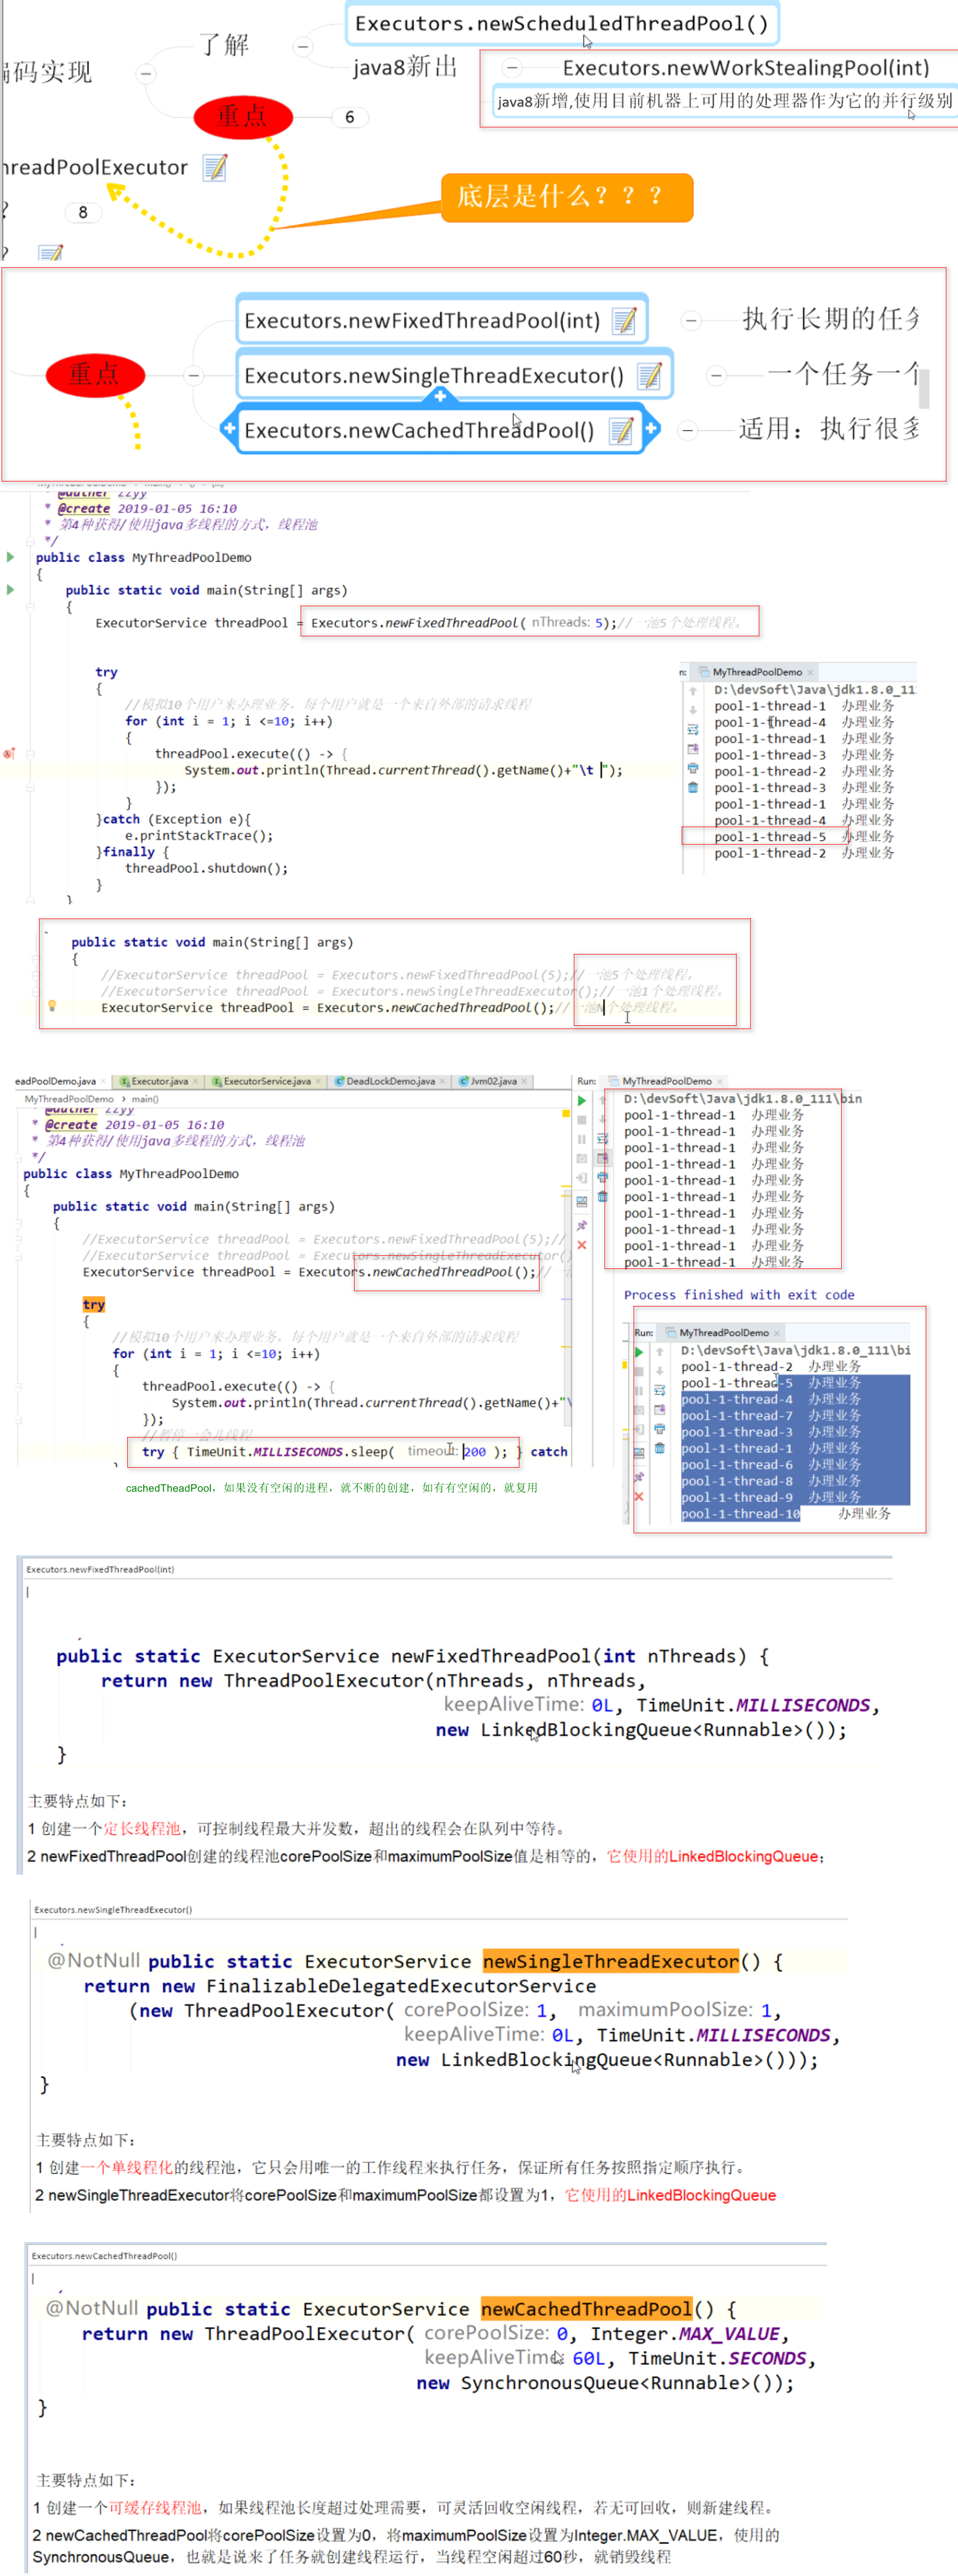 Executors.newScheduledThreadPool()
了解
编码实现
java8新出
Executors.newWorkStealingPool(int)
java8新增,使用目前机器上可用的处理器作为它的并行级别
重点
6
hreadPoolExecutor
底层是什么？？？
?
8
?
Executors.newFixedThreadPool(int)
执行长期的任务
重点
Executors.newSingleThreadExecutor()
一个任务一个
Executors.newCachedThreadPool()
适用：执行很多
* @auther zzyy
* @create 2019-01-05 16:10
* 第4种获得/使用java多线程的方式，线程池
*/
public class MyThreadPoolDemo
{
public static void main(String[] args)
{
ExecutorService threadPool = Executors.newFixedThreadPool( nThreads: 5);//一池5个处理线程。
try
{
//模拟10个用户来办理业务，每个用户就是一个来自外部的请求线程
for (int i = 1; i <=10; i++)
{
threadPool.execute(() -> {
System.out.println(Thread.currentThread().getName()+"\t ");
});
}
}catch (Exception e){
e.printStackTrace();
}finally {
threadPool.shutdown();
}
}
n: MyThreadPoolDemo ×
D:\devSoft\Java\jdk1.8.0_111
pool-1-thread-1 办理业务
pool-1-thread-4 办理业务
pool-1-thread-1 办理业务
pool-1-thread-3 办理业务
pool-1-thread-2 办理业务
pool-1-thread-3 办理业务
pool-1-thread-1 办理业务
pool-1-thread-4 办理业务
pool-1-thread-5 办理业务
pool-1-thread-2 办理业务
public static void main(String[] args)
{
//ExecutorService threadPool = Executors.newFixedThreadPool(5);//一池5个处理线程。
//ExecutorService threadPool = Executors.newSingleThreadExecutor();//一池1个处理线程。
ExecutorService threadPool = Executors.newCachedThreadPool();//一池N个处理线程。
eadPoolDemo.java × Executor.java × ExecutorService.java × DeadLockDemo.java × Jvm02.java ×
MyThreadPoolDemo › main()
* @auther zzyy
* @create 2019-01-05 16:10
* 第4种获得/使用java多线程的方式，线程池
*/
public class MyThreadPoolDemo
{
public static void main(String[] args)
{
//ExecutorService threadPool = Executors.newFixedThreadPool(5);//
//ExecutorService threadPool = Executors.newSingleThreadExecutor()
ExecutorService threadPool = Executors.newCachedThreadPool();//
try
{
//模拟10个用户来办理业务，每个用户就是一个来自外部的请求线程
for (int i = 1; i <=10; i++)
{
threadPool.execute(() -> {
System.out.println(Thread.currentThread().getName()+"\
});
//暂停一会儿线程
try { TimeUnit.MILLISECONDS.sleep( timeout: 200 ); } catch
Run: MyThreadPoolDemo ×
D:\devSoft\Java\jdk1.8.0_111\bin
pool-1-thread-1 办理业务
pool-1-thread-1 办理业务
pool-1-thread-1 办理业务
pool-1-thread-1 办理业务
pool-1-thread-1 办理业务
pool-1-thread-1 办理业务
pool-1-thread-1 办理业务
pool-1-thread-1 办理业务
pool-1-thread-1 办理业务
pool-1-thread-1 办理业务
Process finished with exit code
Run: MyThreadPoolDemo ×
D:\devSoft\Java\jdk1.8.0_111\bi
pool-1-thread-2 办理业务
pool-1-thread-5 办理业务
pool-1-thread-4 办理业务
pool-1-thread-7 办理业务
pool-1-thread-3 办理业务
pool-1-thread-1 办理业务
pool-1-thread-6 办理业务
pool-1-thread-8 办理业务
pool-1-thread-9 办理业务
pool-1-thread-10 办理业务
cachedTheadPool，如果没有空闲的进程，就不断的创建，如有有空闲的，就复用
Executors.newFixedThreadPool(int)
public static ExecutorService newFixedThreadPool(int nThreads) {
return new ThreadPoolExecutor(nThreads, nThreads,
keepAliveTime: 0L, TimeUnit.MILLISECONDS,
new LinkedBlockingQueue<Runnable>());
}
主要特点如下：
1 创建一个定长线程池，可控制线程最大并发数，超出的线程会在队列中等待。
2 newFixedThreadPool创建的线程池corePoolSize和maximumPoolSize值是相等的，它使用的LinkedBlockingQueue；
Executors.newSingleThreadExecutor()
@NotNull public static ExecutorService newSingleThreadExecutor() {
return new FinalizableDelegatedExecutorService
(new ThreadPoolExecutor( corePoolSize: 1, maximumPoolSize: 1,
keepAliveTime: 0L, TimeUnit.MILLISECONDS,
new LinkedBlockingQueue<Runnable>()));
}
主要特点如下：
1 创建一个单线程化的线程池，它只会用唯一的工作线程来执行任务，保证所有任务按照指定顺序执行。
2 newSingleThreadExecutor将corePoolSize和maximumPoolSize都设置为1，它使用的LinkedBlockingQueue
Executors.newCachedThreadPool()
@NotNull public static ExecutorService newCachedThreadPool() {
return new ThreadPoolExecutor( corePoolSize: 0, Integer.MAX_VALUE,
keepAliveTime: 60L, TimeUnit.SECONDS,
new SynchronousQueue<Runnable>());
}
主要特点如下：
1 创建一个可缓存线程池，如果线程池长度超过处理需要，可灵活回收空闲线程，若无可回收，则新建线程。
2 newCachedThreadPool将corePoolSize设置为0，将maximumPoolSize设置为Integer.MAX_VALUE，使用的
SynchronousQueue，也就是说来了任务就创建线程运行，当线程空闲超过60秒，就销毁线程